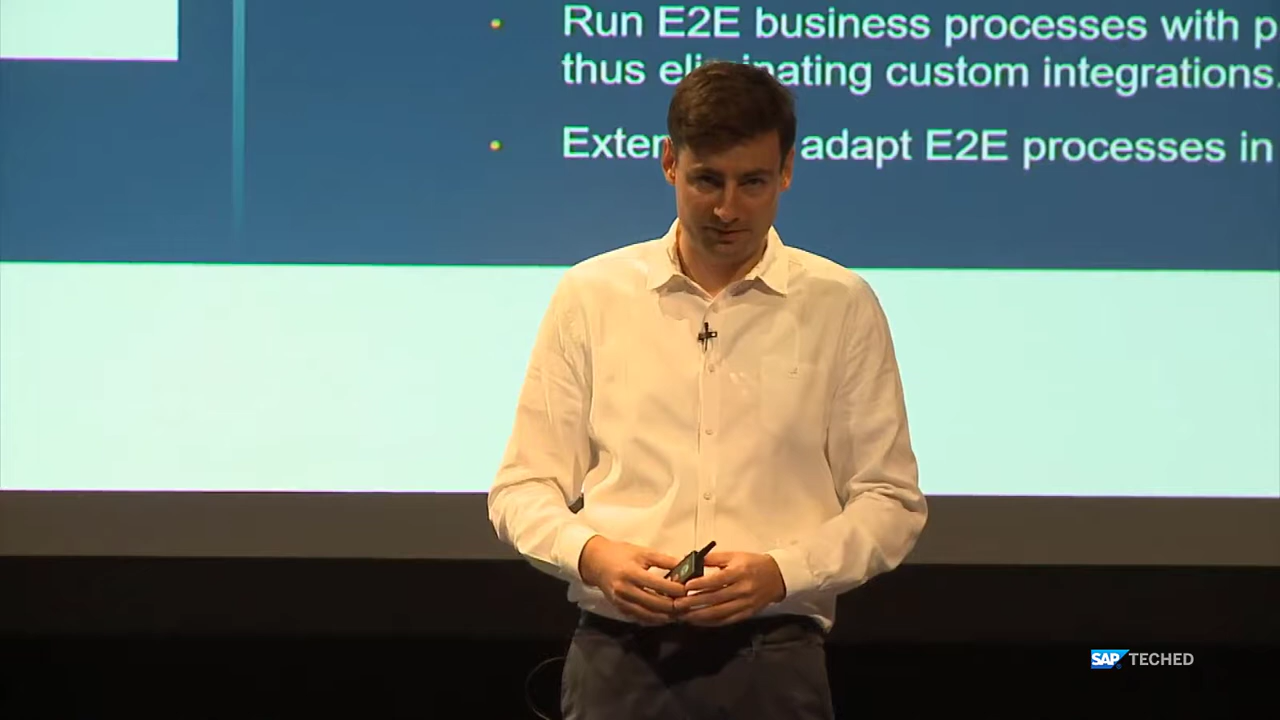 • Run E2E business processes with p
thus eliminating custom integrations.
• Exten adapt E2E processes in
SAP TECHED